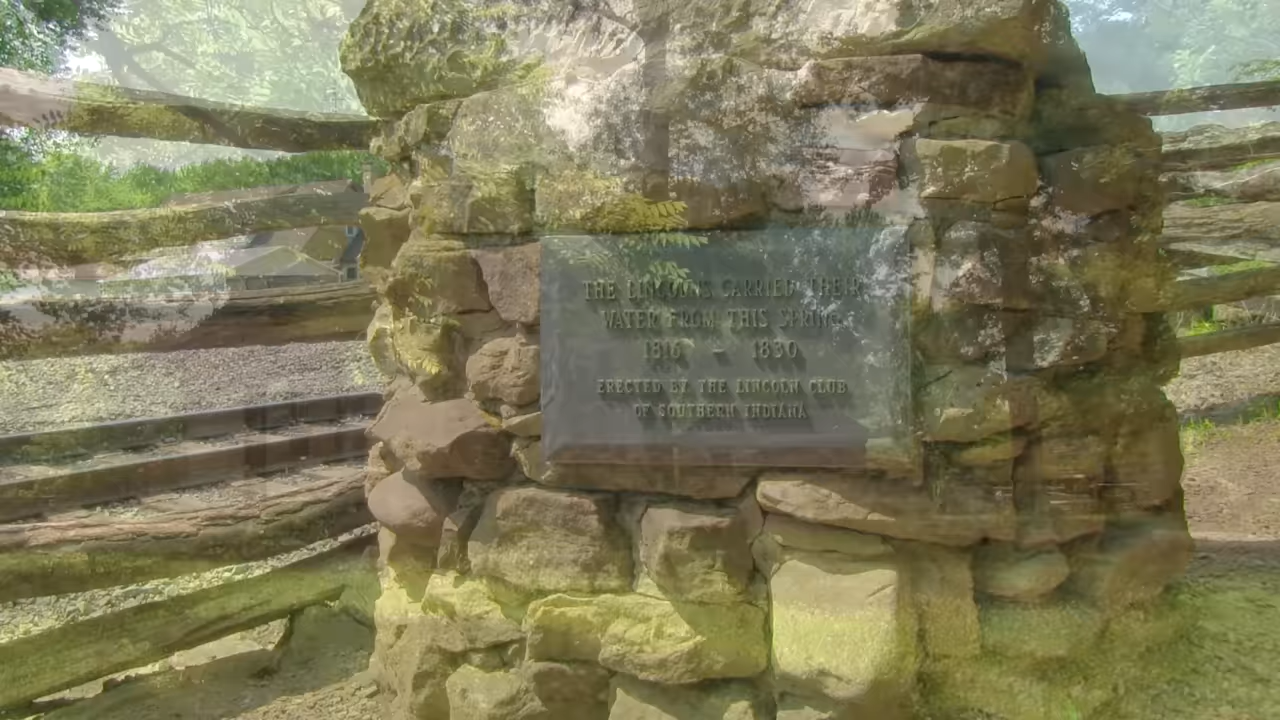 THE LINCOLNS CARRIED THEIR
WATER FROM THIS SPRING
1816 - 1830
ERECTED BY THE LINCOLN CLUB
OF SOUTHERN INDIANA